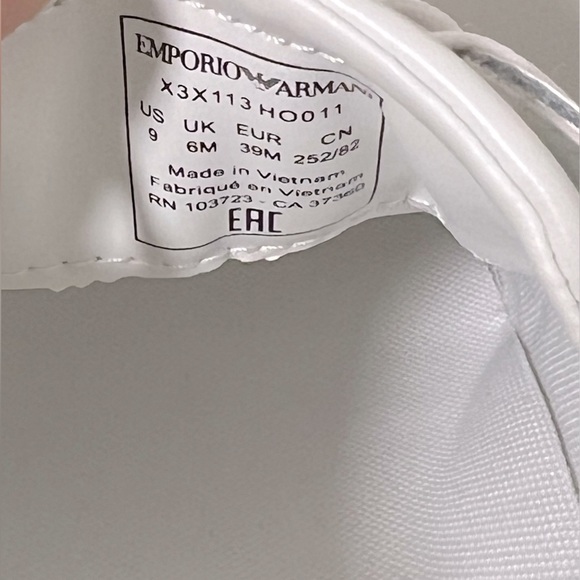 EMPORIO ARMANI
X3X113 HO011
US UK EUR CN
9 6M 39M 252/82
Made in Vietnam
Fabriqué en Vietnam
RN 103723 - CA 37360
EAC